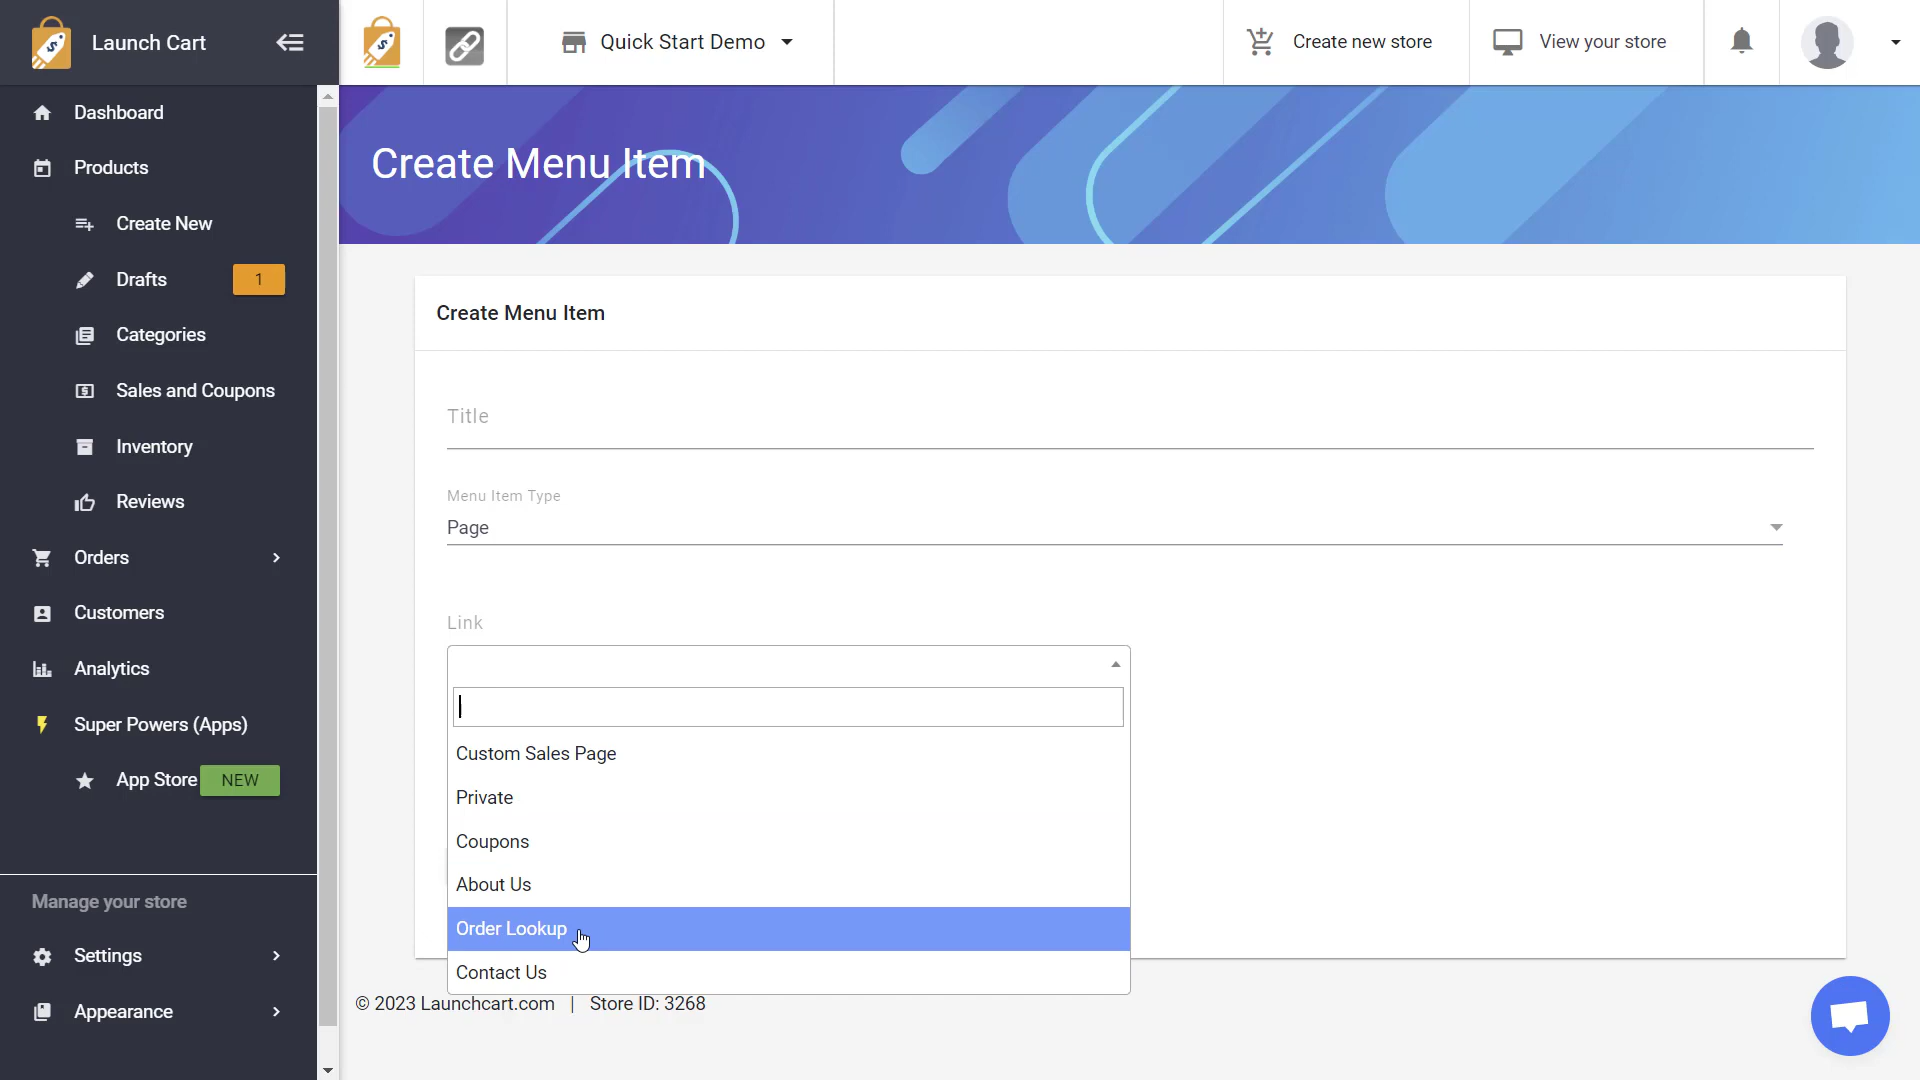 Launch Cart
Quick Start Demo
Create new store
View your store
Dashboard
Products
Create New
Drafts
1
Categories
Sales and Coupons
Inventory
Reviews
Orders
Customers
Analytics
Super Powers (Apps)
App Store
NEW
Manage your store
Settings
Appearance
Create Menu Item
Create Menu Item
Title
Menu Item Type
Page
Link
Custom Sales Page
Private
Coupons
About Us
Order Lookup
Contact Us
© 2023 Launchcart.com | Store ID: 3268